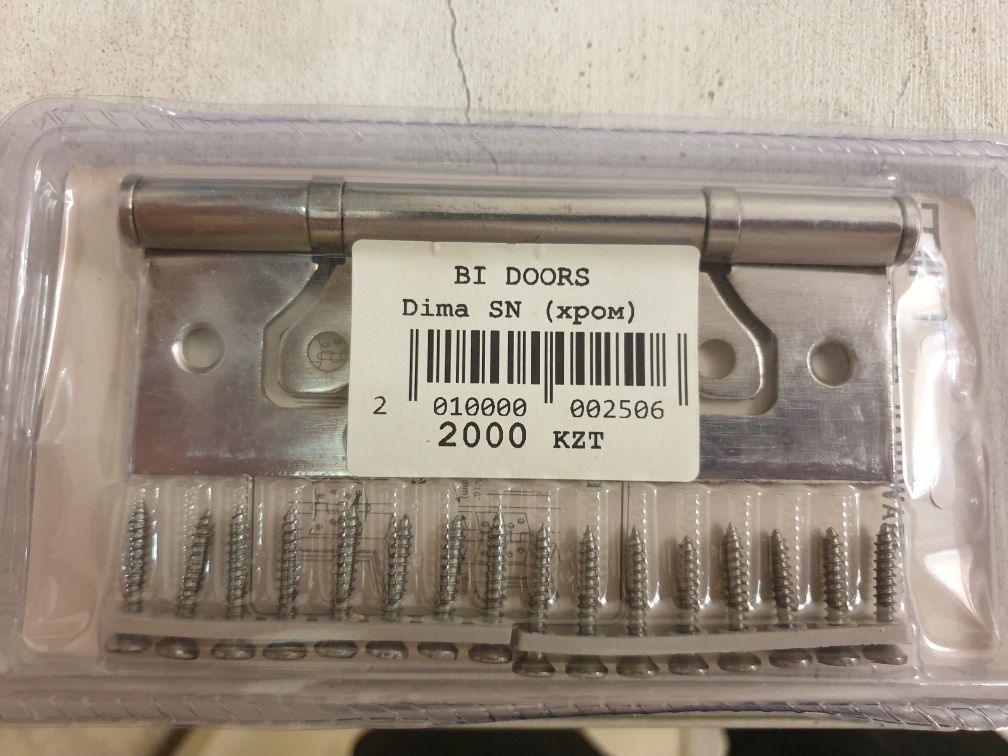 BI DOORS
Dima SN (хром)
2 010000 002506
2000 KZT